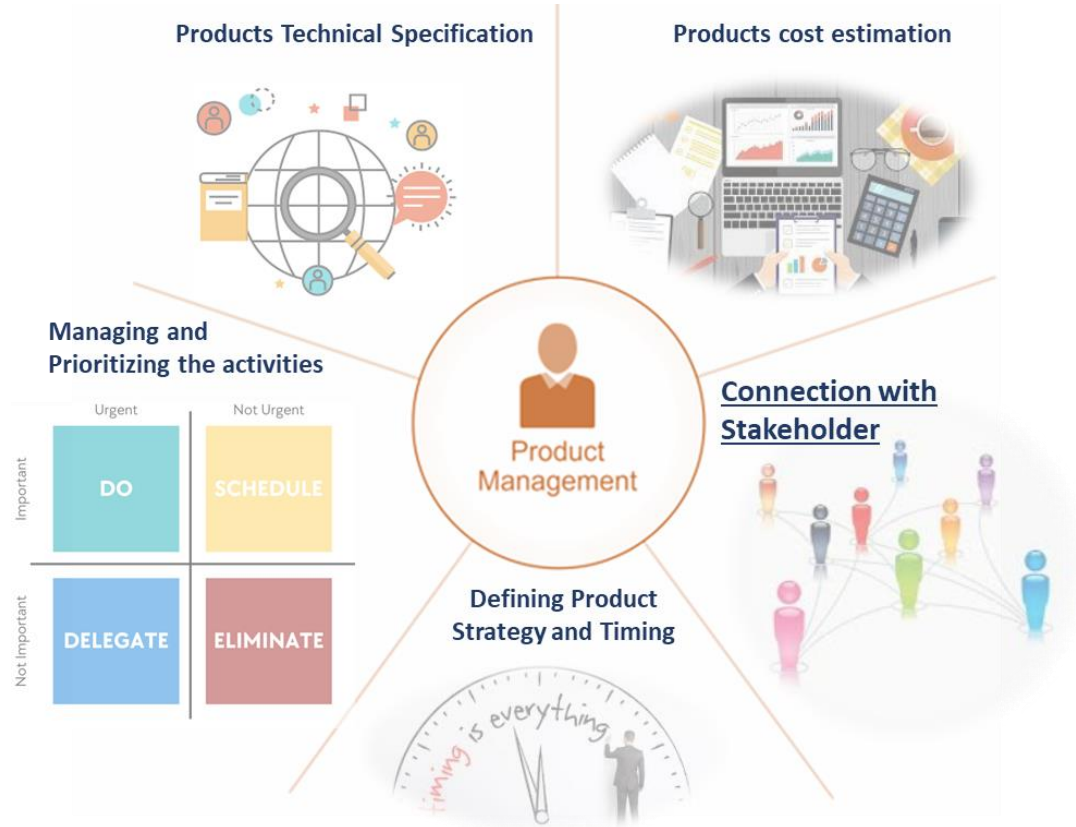 Products Technical Specification
Products cost estimation
Managing and
Prioritizing the activities
Urgent
Not Urgent
Important
DO
SCHEDULE
Not Important
DELEGATE
ELIMINATE
Product
Management
Connection with
Stakeholder
Defining Product
Strategy and Timing
timing is everything